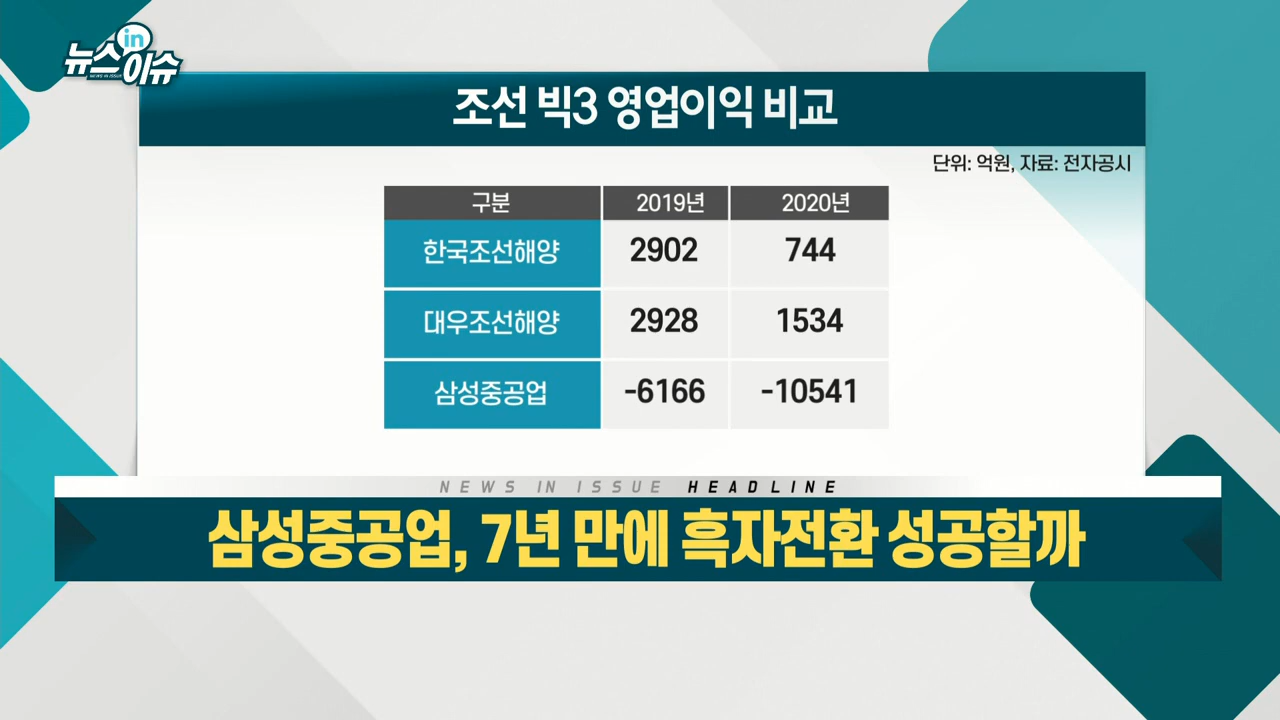 뉴스in이슈
NEWS IN ISSUE
조선 빅3 영업이익 비교
단위: 억원, 자료: 전자공시
구분 2019년 2020년
한국조선해양 2902 744
대우조선해양 2928 1534
삼성중공업 -6166 -10541
NEWS IN ISSUE HEADLINE
삼성중공업, 7년 만에 흑자전환 성공할까